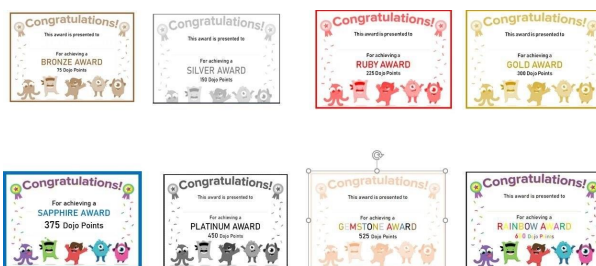 Congratulations!
This award is presented to
For achieving a
BRONZE AWARD
75 Dojo Points
Congratulations!
This award is presented to
For achieving a
SILVER AWARD
150 Dojo Points
Congratulations!
This award is presented to
For achieving a
RUBY AWARD
225 Dojo Points
Congratulations!
This award is presented to
For achieving a
GOLD AWARD
300 Dojo Points
Congratulations!
For achieving a
SAPPHIRE AWARD
375 Dojo Points
Congratulations!
This award is presented to
For achieving a
PLATINUM AWARD
450 Dojo Points
Congratulations!
This award is presented to
For achieving a
GEMSTONE AWARD
525 Dojo Points
Congratulations!
This award is presented to
For achieving a
RAINBOW AWARD
Dojo Points